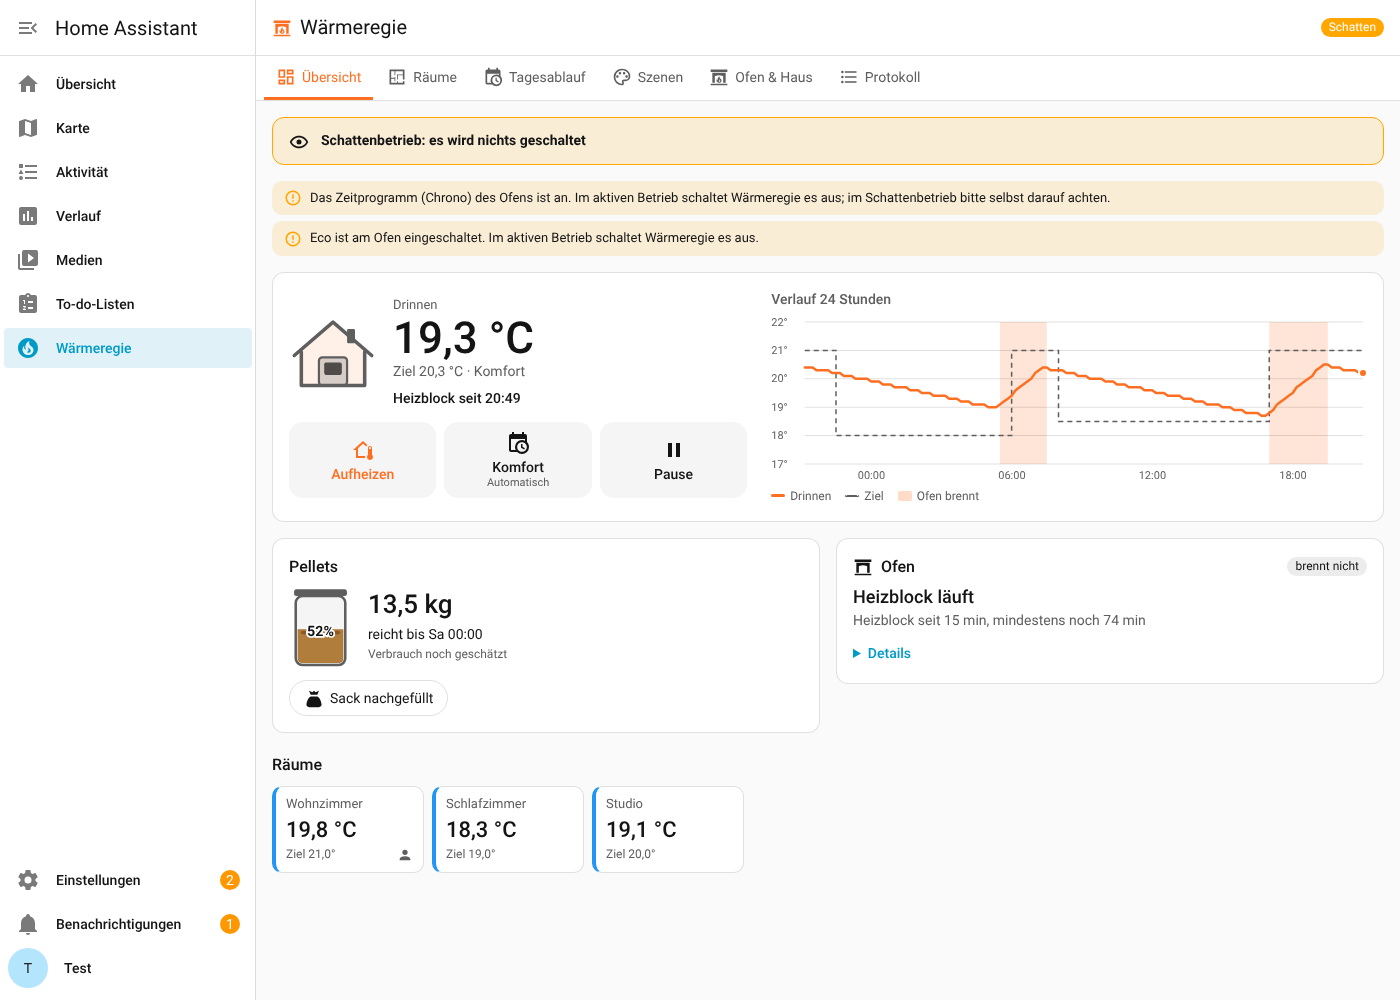 Home Assistant
Übersicht
Karte
Aktivität
Verlauf
Medien
To-do-Listen
Wärmeregie
Einstellungen 2
Benachrichtigungen 1
T Test
Wärmeregie
Schatten
Übersicht Räume Tagesablauf Szenen Ofen & Haus Protokoll
Schattenbetrieb: es wird nichts geschaltet
Das Zeitprogramm (Chrono) des Ofens ist an. Im aktiven Betrieb schaltet Wärmeregie es aus; im Schattenbetrieb bitte selbst darauf achten.
Eco ist am Ofen eingeschaltet. Im aktiven Betrieb schaltet Wärmeregie es aus.
Drinnen
19,3 °C
Ziel 20,3 °C · Komfort
Heizblock seit 20:49
Aufheizen
Komfort
Automatisch
Pause
Verlauf 24 Stunden
22°
21°
20°
19°
18°
17°
00:00 06:00 12:00 18:00
Drinnen Ziel Ofen brennt
Pellets
52%
13,5 kg
reicht bis Sa 00:00
Verbrauch noch geschätzt
Sack nachgefüllt
Ofen
brennt nicht
Heizblock läuft
Heizblock seit 15 min, mindestens noch 74 min
Details
Räume
Wohnzimmer
19,8 °C
Ziel 21,0°
Schlafzimmer
18,3 °C
Ziel 19,0°
Studio
19,1 °C
Ziel 20,0°